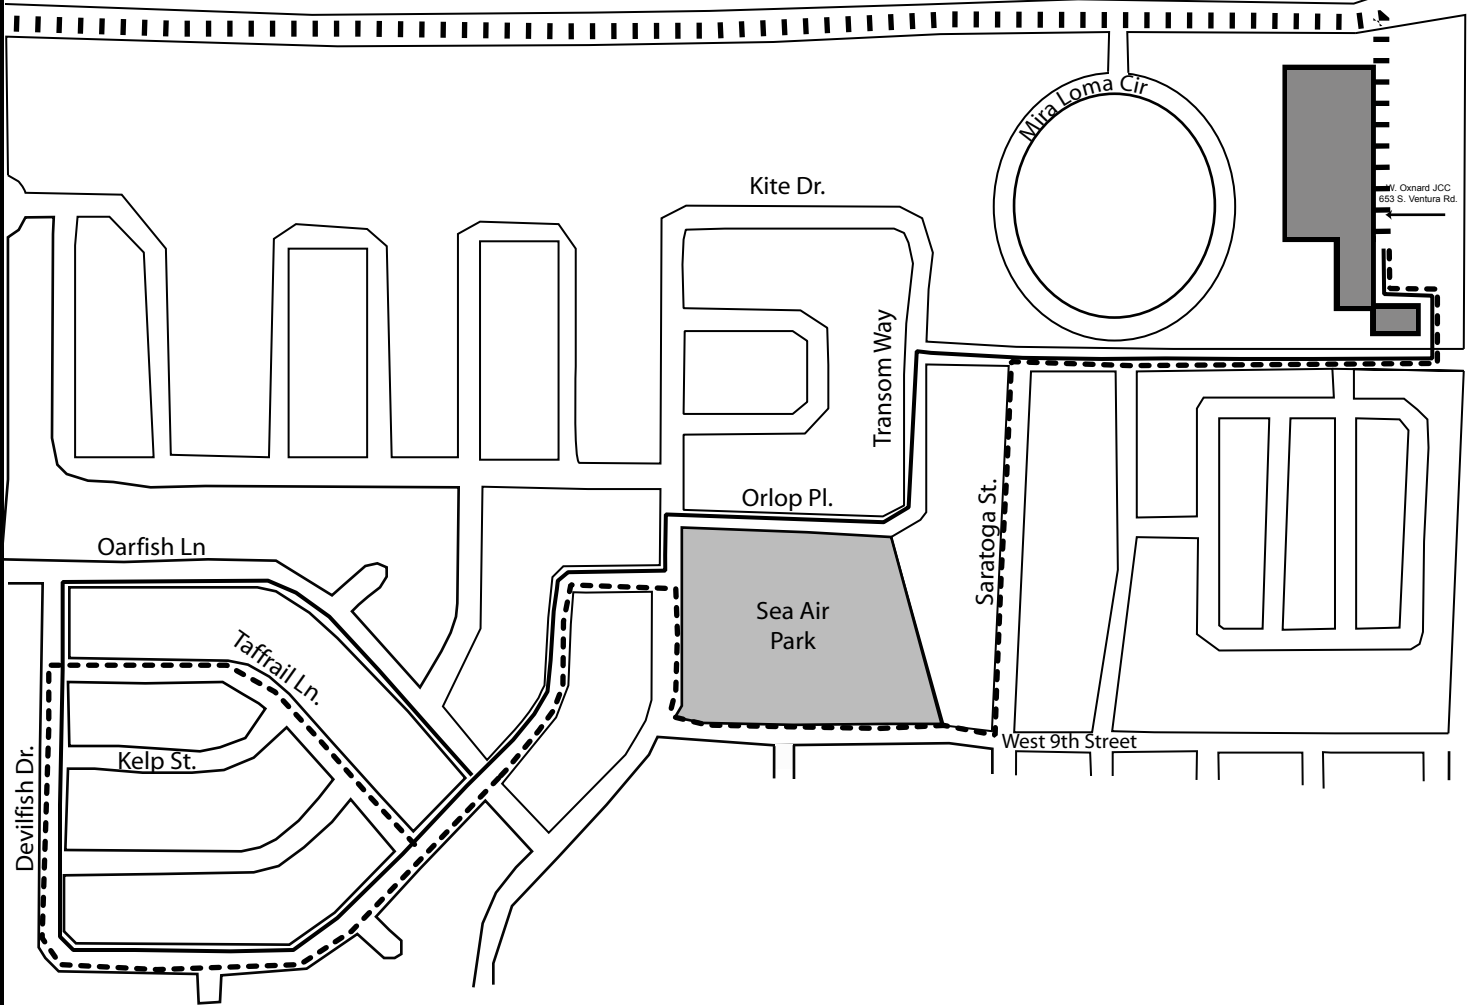 Mira Loma Cir
Kite Dr.
W. Oxnard JCC
653 S. Ventura Rd.
Transom Way
Orlop Pl.
Saratoga St.
Oarfish Ln
Sea Air
Park
Taffrail Ln.
West 9th Street
Kelp St.
Devilfish Dr.